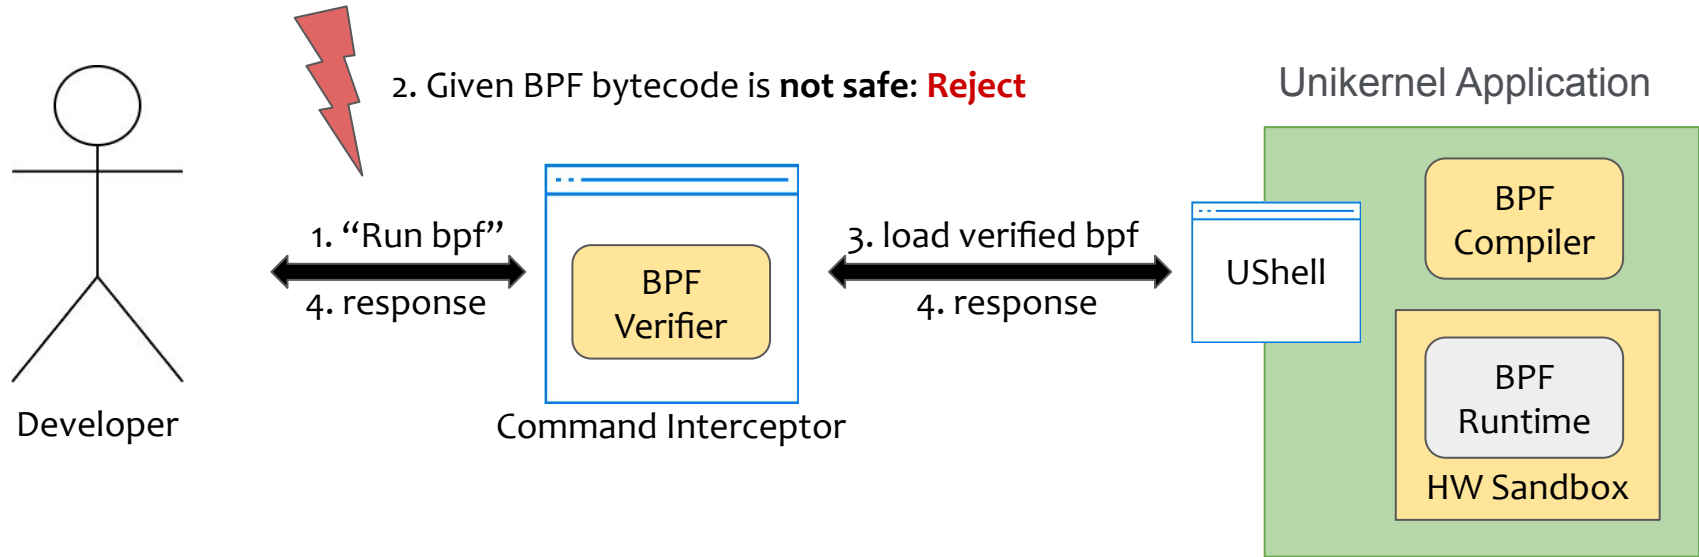 2. Given BPF bytecode is not safe: Reject
Unikernel Application
1. “Run bpf”
4. response
BPF
Verifier
3. load verified bpf
4. response
UShell
BPF
Compiler
BPF
Runtime
HW Sandbox
Developer
Command Interceptor